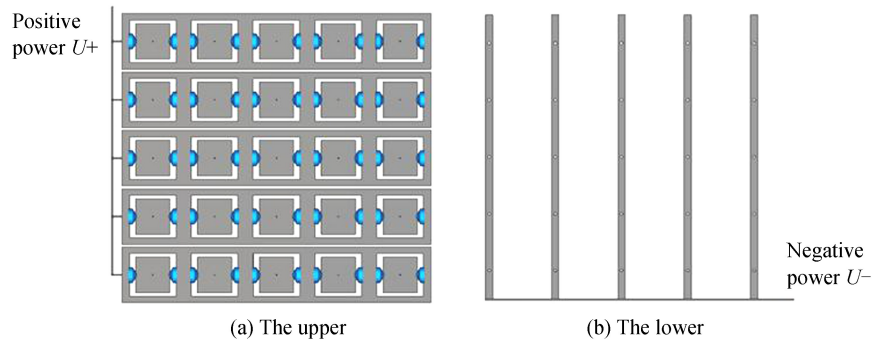 Positive
power U+
Negative
power U−
(a) The upper
(b) The lower